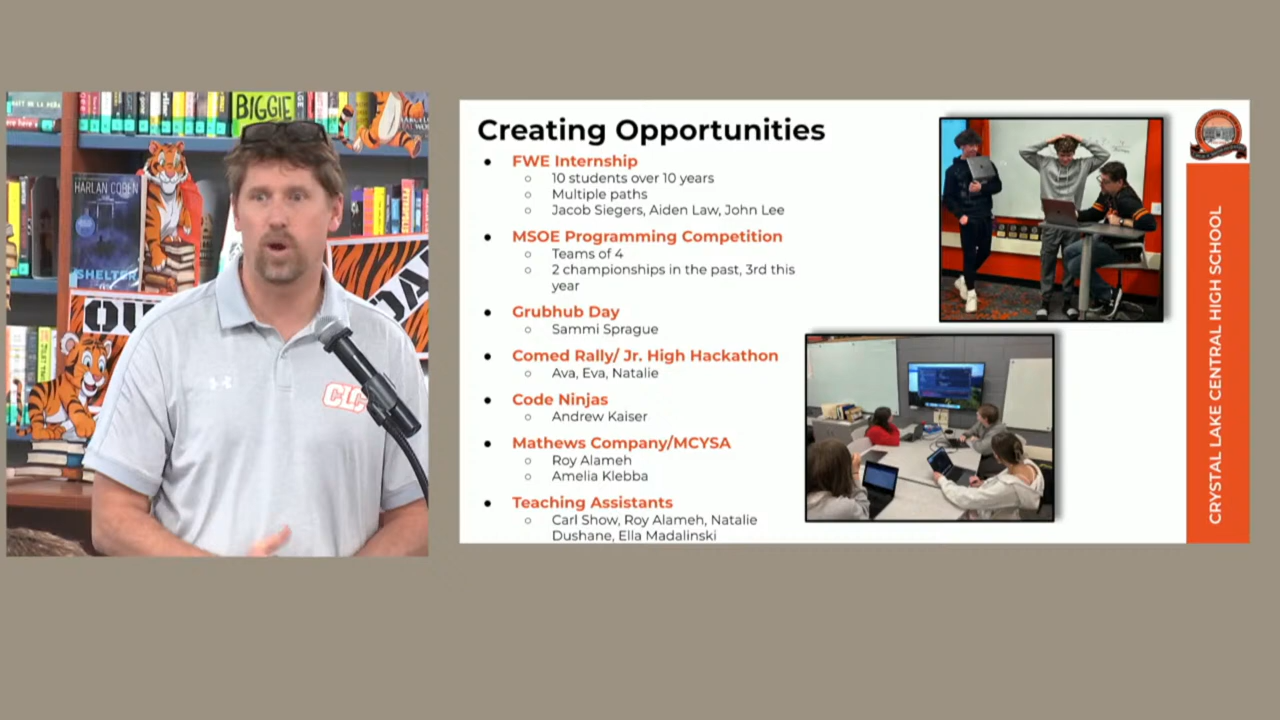 BIGGIE
HARLAN COBEN
SHELTER
OU
DA
CLC
Creating Opportunities
FWE Internship
10 students over 10 years
Multiple paths
Jacob Siegers, Aiden Law, John Lee
MSOE Programming Competition
Teams of 4
2 championships in the past, 3rd this
year
Grubhub Day
Sammi Sprague
Comed Rally/ Jr. High Hackathon
Ava, Eva, Natalie
Code Ninjas
Andrew Kaiser
Mathews Company/MCYSA
Roy Alameh
Amelia Klebba
Teaching Assistants
Carl Show, Roy Alameh, Natalie
Dushane, Ella Madalinski
CRYSTAL LAKE CENTRAL HIGH SCHOOL